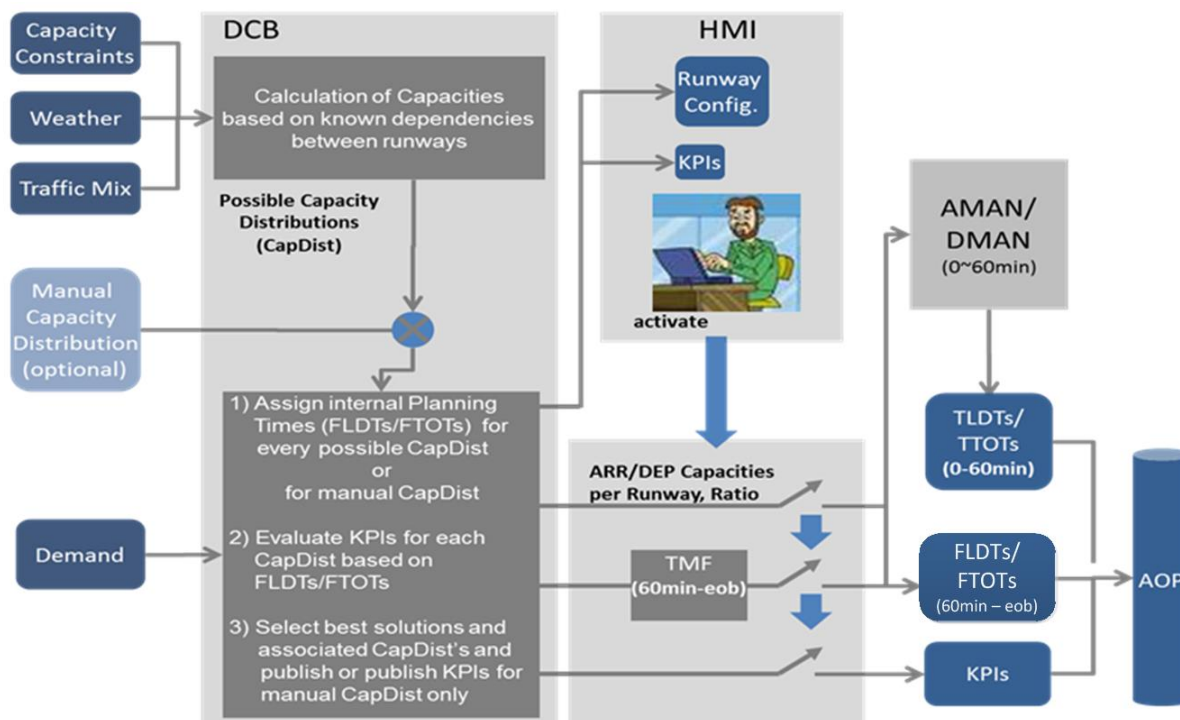 Capacity
Constraints
Weather
Traffic Mix
Manual
Capacity
Distribution
(optional)
Demand
DCB
Calculation of Capacities
based on known dependencies
between runways
Possible Capacity
Distributions
(CapDist)
1) Assign internal Planning
Times (FLDTs/FTOTs) for
every possible CapDist
or
for manual CapDist
2) Evaluate KPIs for each
CapDist based on
FLDTs/FTOTs
3) Select best solutions and
associated CapDist's and
publish or publish KPIs for
manual CapDist only
HMI
Runway
Config.
KPIs
activate
ARR/DEP Capacities
per Runway, Ratio
TMF
(60min-eob)
AMAN/
DMAN
(0~60min)
TLDTs/
TTOTs
(0-60min)
FLDTs/
FTOTs
(60min – eob)
KPIs
AOP